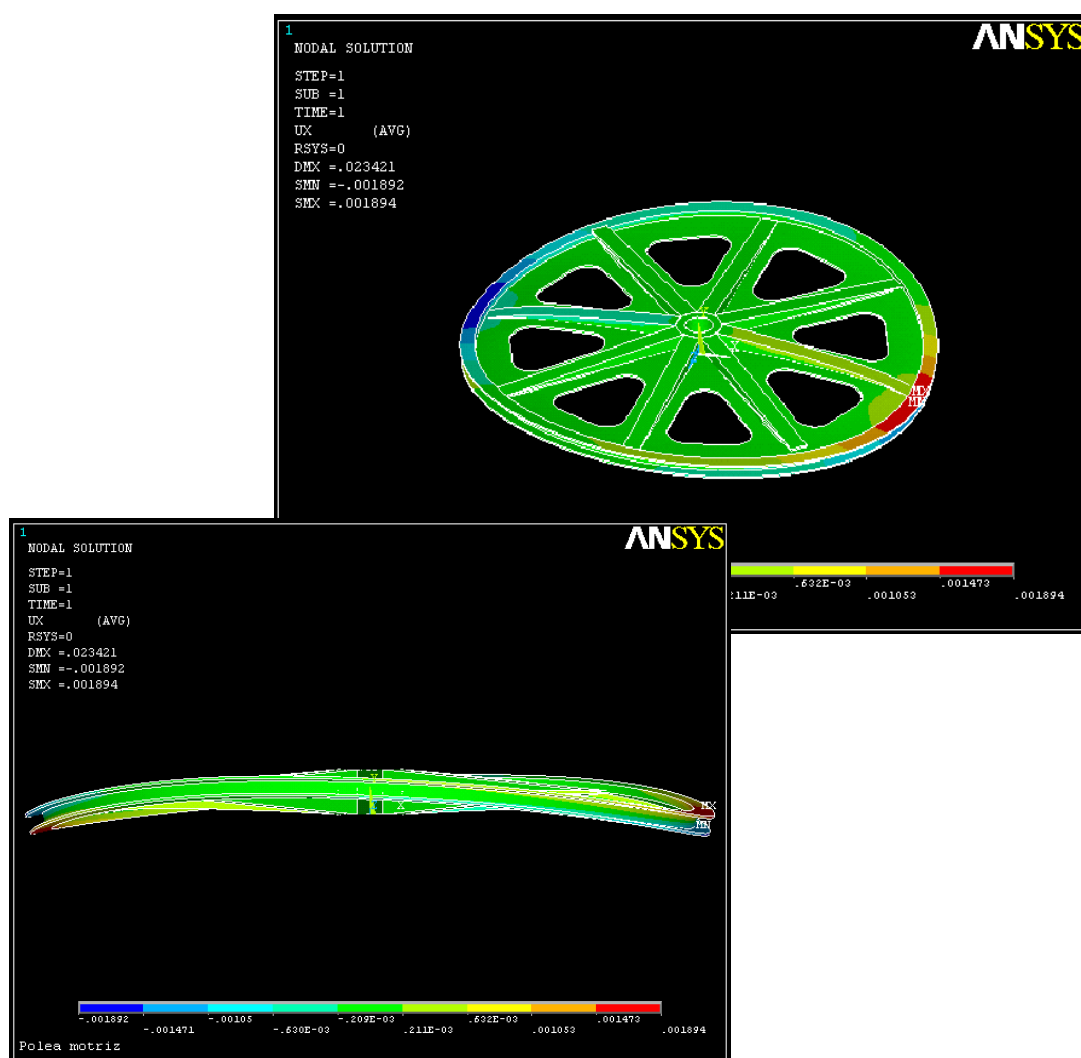 1
ANSYS
NODAL SOLUTION
STEP=1
SUB =1
TIME=1
UX (AVG)
RSYS=0
DMX =.023421
SMN =-.001892
SMX =.001894
Y
X
MX
MN
.632E-03 .001473
211E-03 .001053 .001894
1
ANSYS
NODAL SOLUTION
STEP=1
SUB =1
TIME=1
UX (AVG)
RSYS=0
DMX =.023421
SMN =-.001892
SMX =.001894
Y
X
MX
MN
-.001892 -.00105 -.209E-03 .632E-03 .001473
-.001471 -.630E-03 .211E-03 .001053 .001894
Polea motriz